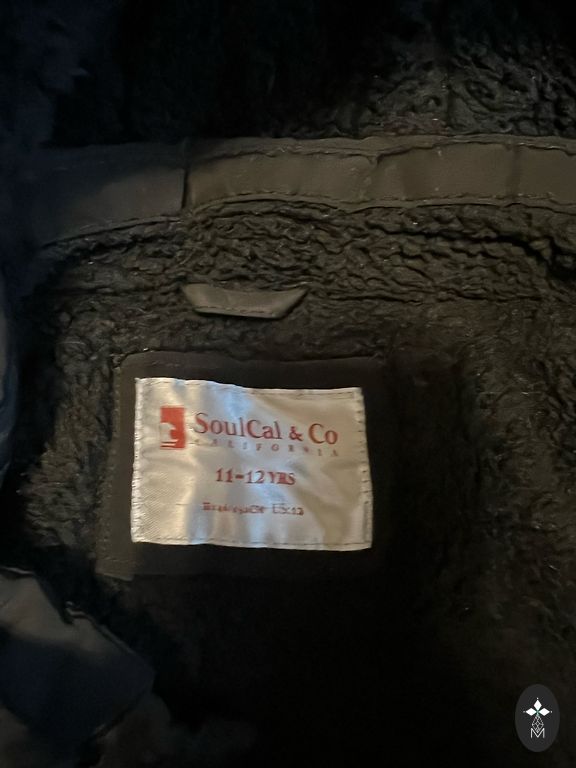 SoulCal & Co
CALIFORNIA
11-12 YRS
M